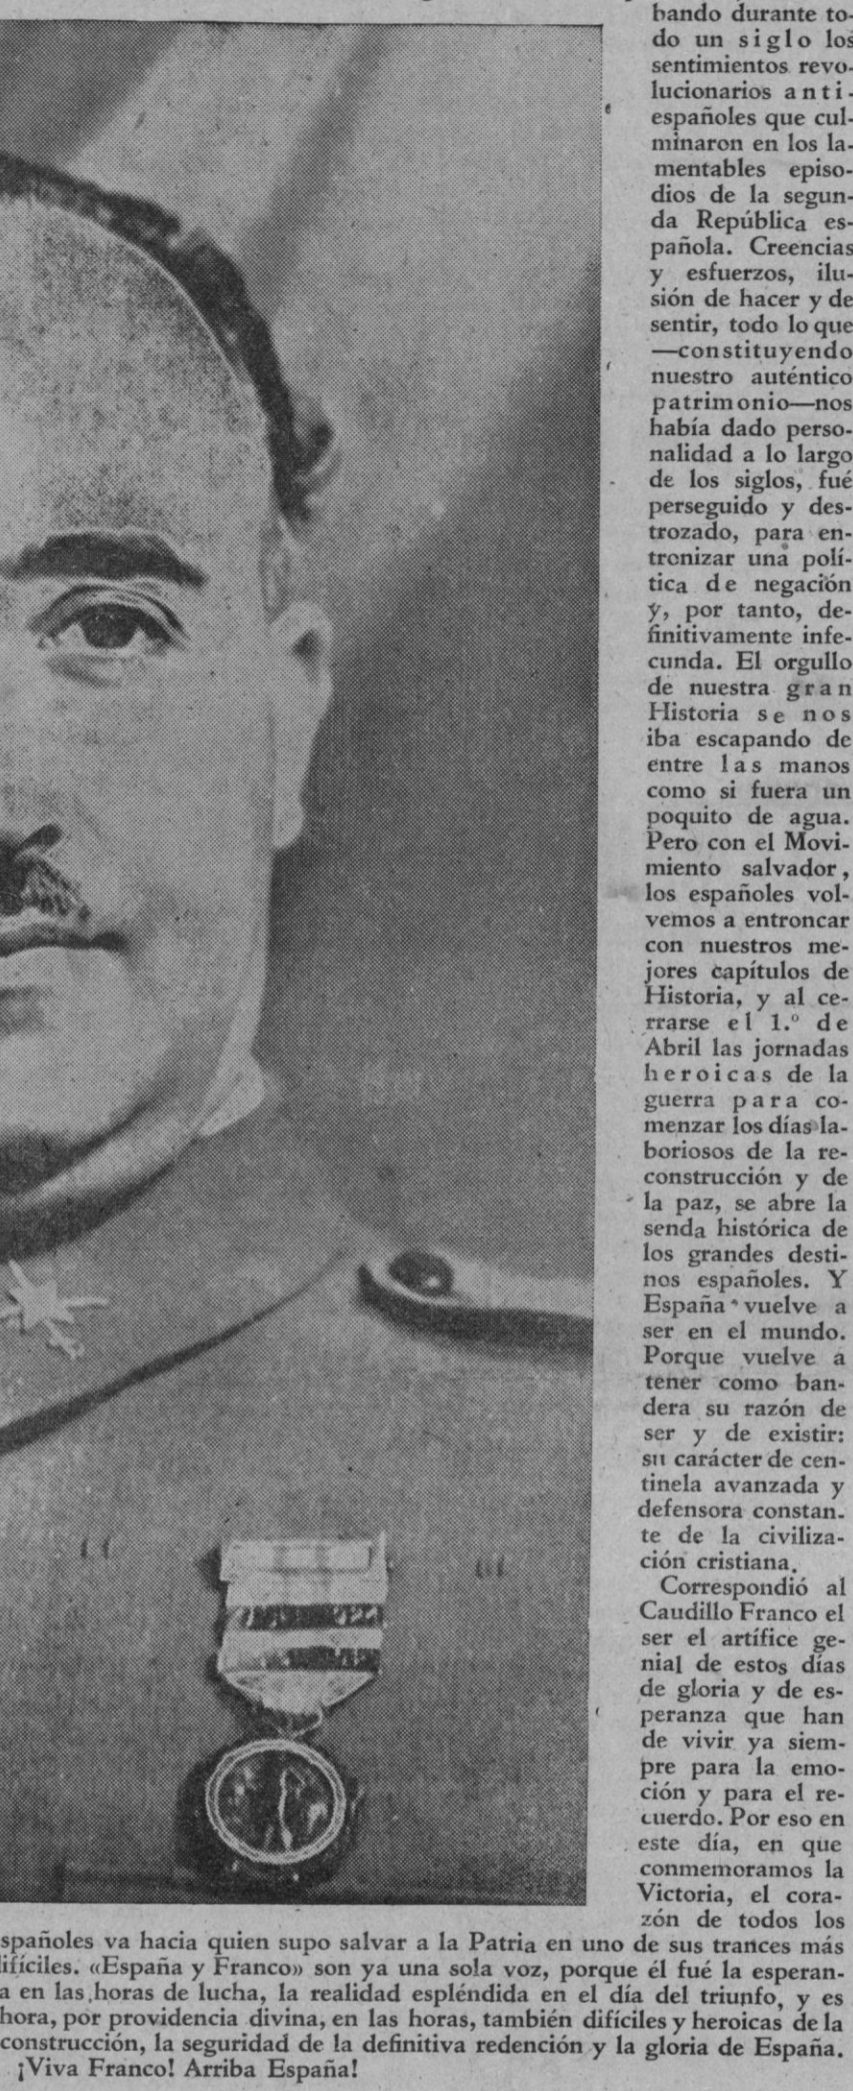 bando durante to-
do un siglo los
sentimientos revo-
lucionarios anti-
españoles que cul-
minaron en los la-
mentables episo-
dios de la segun-
da República es-
pañola. Creencias
y esfuerzos, ilu-
sión de hacer y de
sentir, todo lo que
—constituyendo
nuestro auténtico
patrimonio—nos
había dado perso-
nalidad a lo largo
de los siglos, fué
perseguido y des-
trozado, para en-
tronizar una polí-
tica de negación
y, por tanto, de-
finitivamente infe-
cunda. El orgullo
de nuestra gran
Historia se nos
iba escapando de
entre las manos
como si fuera un
poquito de agua.
Pero con el Movi-
miento salvador,
los españoles vol-
vemos a entroncar
con nuestros me-
jores capítulos de
Historia, y al ce-
rrarse el 1.º de
Abril las jornadas
heroicas de la
guerra para co-
menzar los días la-
boriosos de la re-
construcción y de
la paz, se abre la
senda histórica de
los grandes desti-
nos españoles. Y
España vuelve a
ser en el mundo.
Porque vuelve a
tener como ban-
dera su razón de
ser y de existir:
su carácter de cen-
tinela avanzada y
defensora constan-
te de la civiliza-
ción cristiana.
Correspondió al
Caudillo Franco el
ser el artífice ge-
nial de estos días
de gloria y de es-
peranza que han
de vivir ya siem-
pre para la emo-
ción y para el re-
cuerdo. Por eso en
este día, en que
conmemoramos la
Victoria, el cora-
zón de todos los
spañoles va hacia quien supo salvar a la Patria en uno de sus trances más
ifíciles. «España y Franco» son ya una sola voz, porque él fué la esperan-
a en las horas de lucha, la realidad espléndida en el día del triunfo, y es
hora, por providencia divina, en las horas, también difíciles y heroicas de la
construcción, la seguridad de la definitiva redención y la gloria de España.
¡Viva Franco! Arriba España!